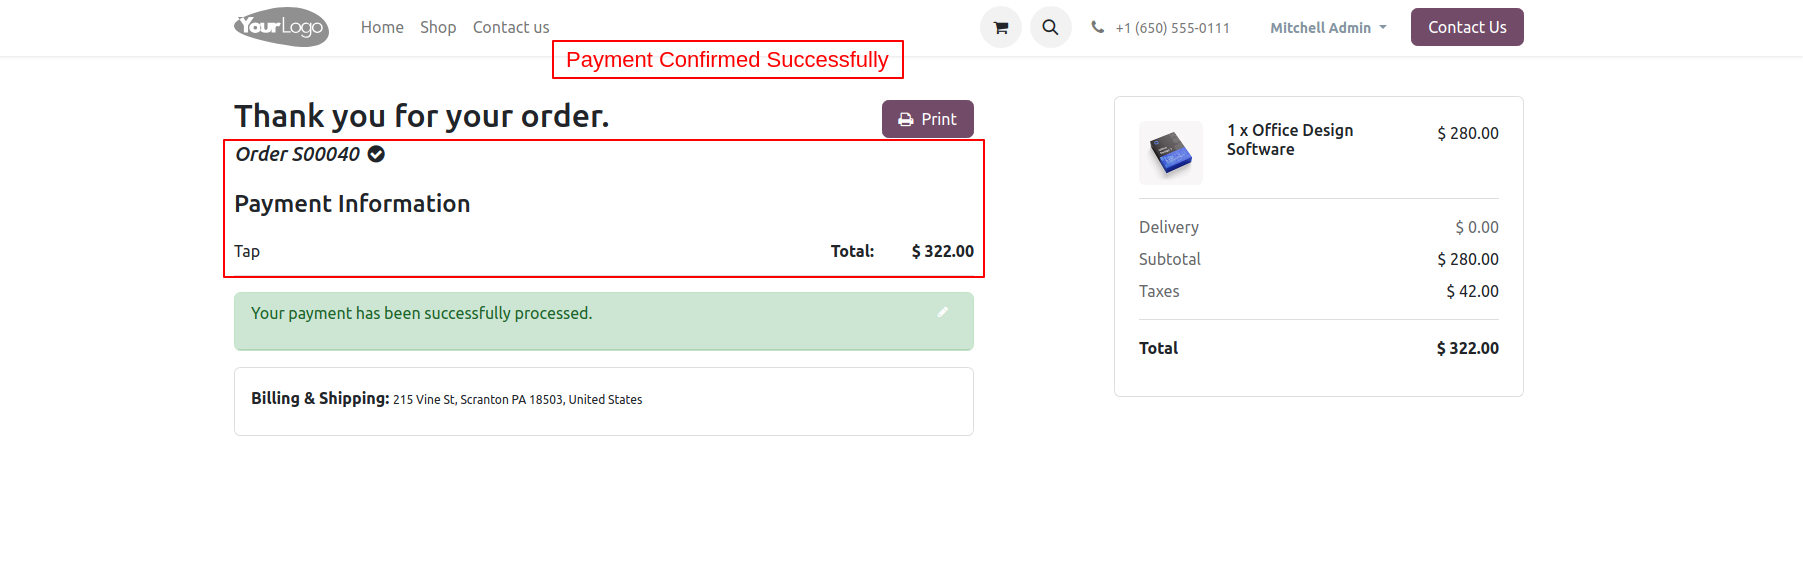 YourLogo
Home Shop Contact us
+1 (650) 555-0111
Mitchell Admin
Contact Us
Payment Confirmed Successfully
Thank you for your order.
Print
Order S00040
Payment Information
Tap Total: $ 322.00
Your payment has been successfully processed.
Billing & Shipping: 215 Vine St, Scranton PA 18503, United States
1 x Office Design
Software
$ 280.00
Delivery $ 0.00
Subtotal $ 280.00
Taxes $ 42.00
Total $ 322.00